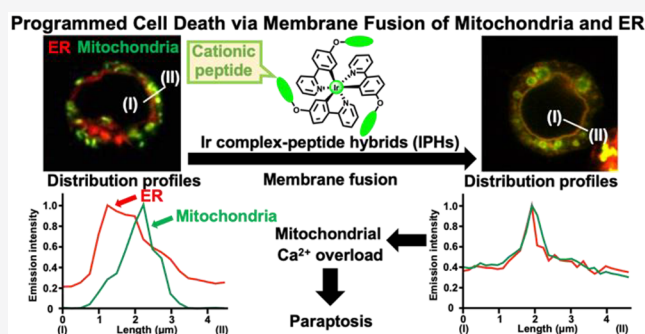 Programmed Cell Death via Membrane Fusion of Mitochondria and ER
ER Mitochondria
(I)
(II)
Cationic
peptide
O
N
Ir
N
O
N
O
Ir complex-peptide hybrids (IPHs)
Membrane fusion
(I)
(II)
Distribution profiles
ER
Mitochondria
Emission intensity
1.0
0.8
0.6
0.4
0.2
0
0 1 2 3 4
(I) Length (μm) (II)
Mitochondrial
Ca²⁺ overload
Paraptosis
Distribution profiles
Emission intensity
1.0
0.8
0.6
0.4
0.2
0
0 1 2 3 4
(I) Length (μm) (II)